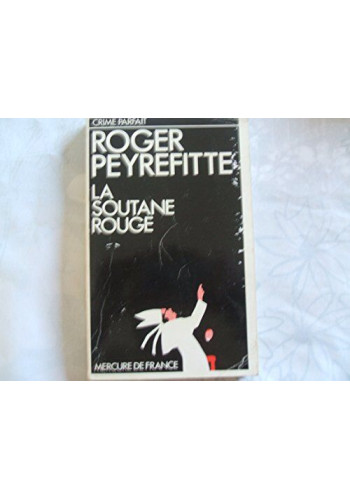 CRIME PARFAIT
ROGER
PEYREFITTE
LA
SOUTANE
ROUGE
MERCURE DE FRANCE